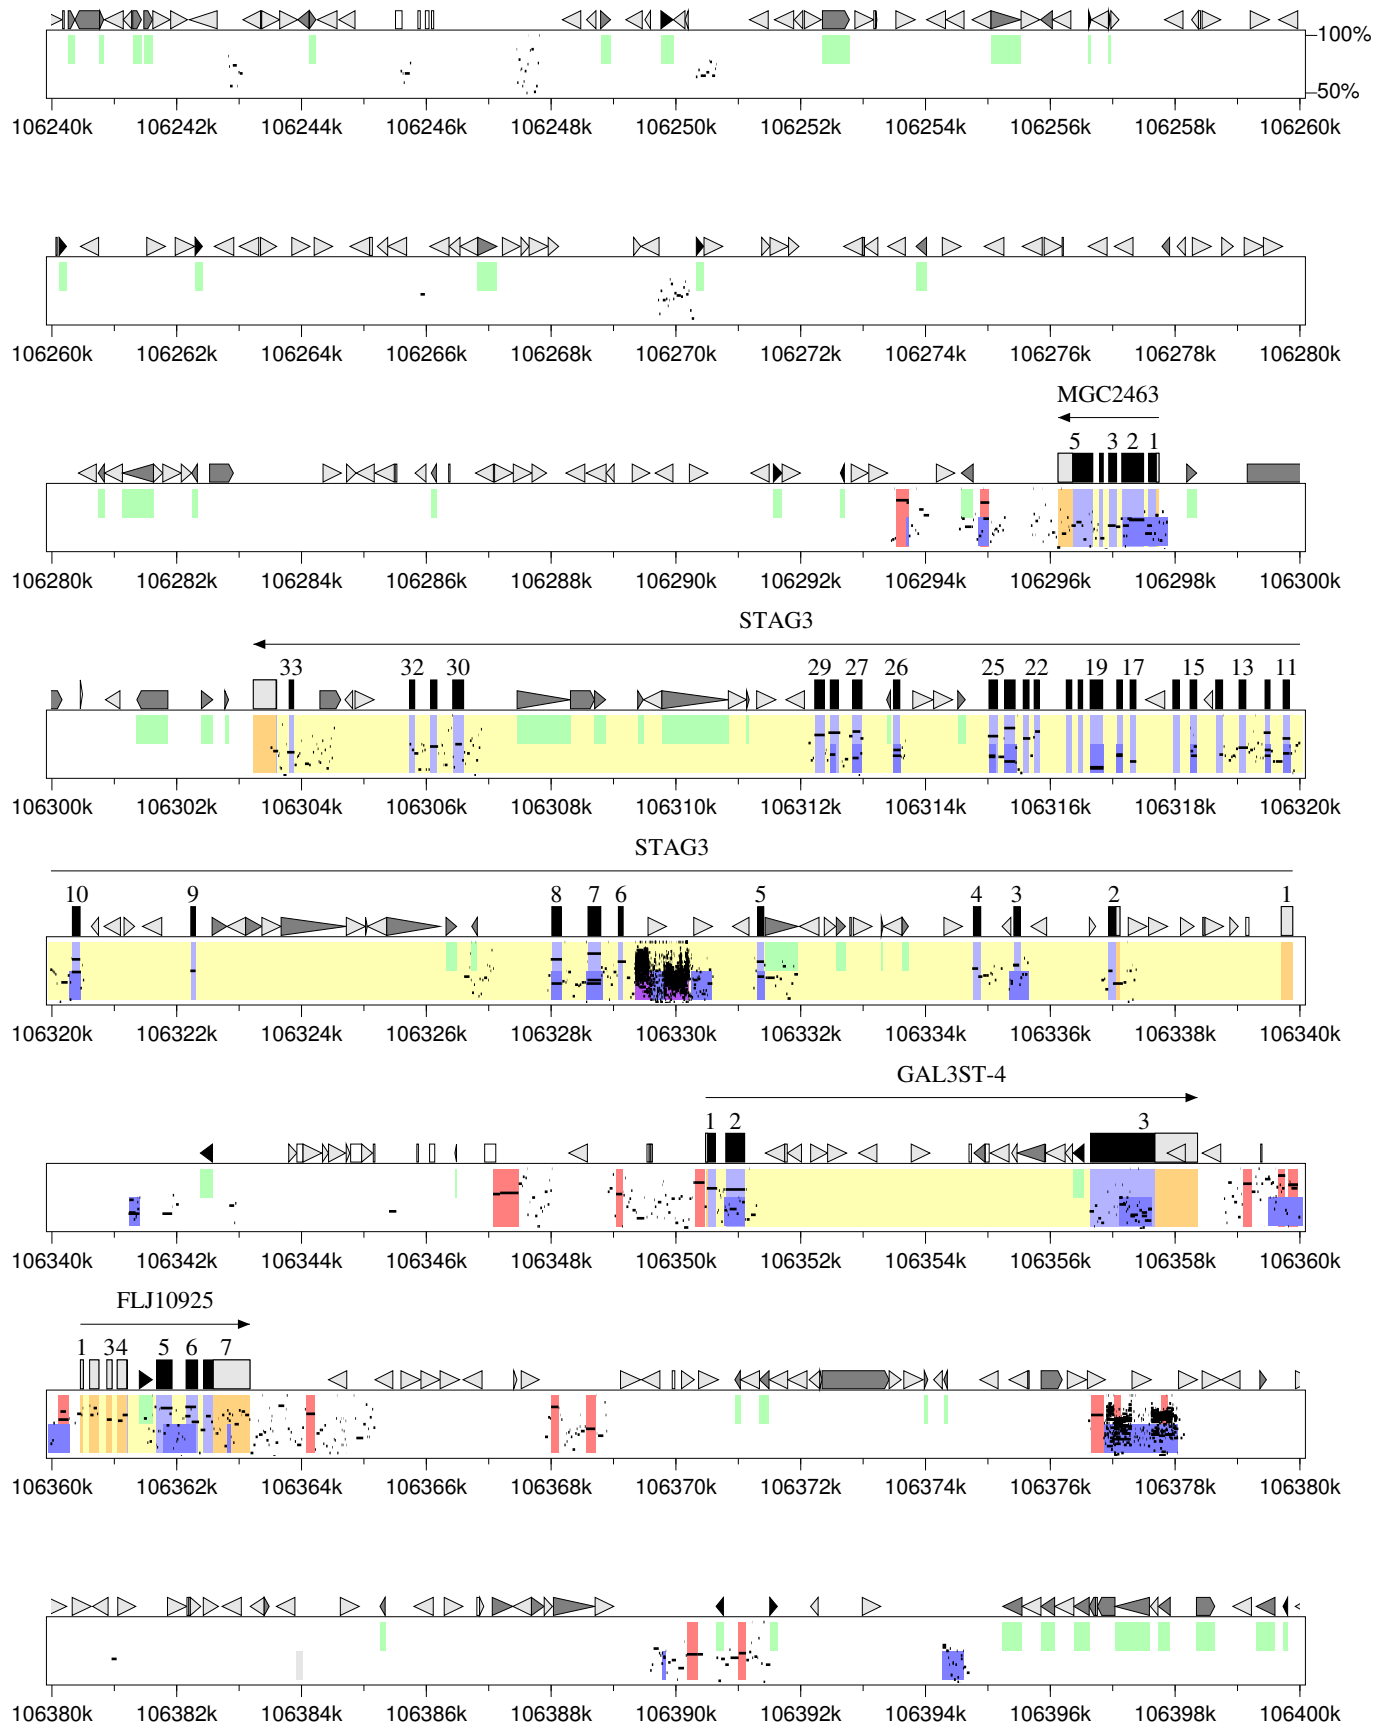 100%
50%
106240k 106242k 106244k 106246k 106248k 106250k 106252k 106254k 106256k 106258k 106260k
106260k 106262k 106264k 106266k 106268k 106270k 106272k 106274k 106276k 106278k 106280k
MGC2463
5 3 2 1
106280k 106282k 106284k 106286k 106288k 106290k 106292k 106294k 106296k 106298k 106300k
STAG3
33 32 30 29 27 26 25 22 19 17 15 13 11
106300k 106302k 106304k 106306k 106308k 106310k 106312k 106314k 106316k 106318k 106320k
STAG3
10 9 8 7 6 5 4 3 2 1
106320k 106322k 106324k 106326k 106328k 106330k 106332k 106334k 106336k 106338k 106340k
GAL3ST-4
1 2 3
106340k 106342k 106344k 106346k 106348k 106350k 106352k 106354k 106356k 106358k 106360k
FLJ10925
1 34 5 6 7
106360k 106362k 106364k 106366k 106368k 106370k 106372k 106374k 106376k 106378k 106380k
106380k 106382k 106384k 106386k 106388k 106390k 106392k 106394k 106396k 106398k 106400k